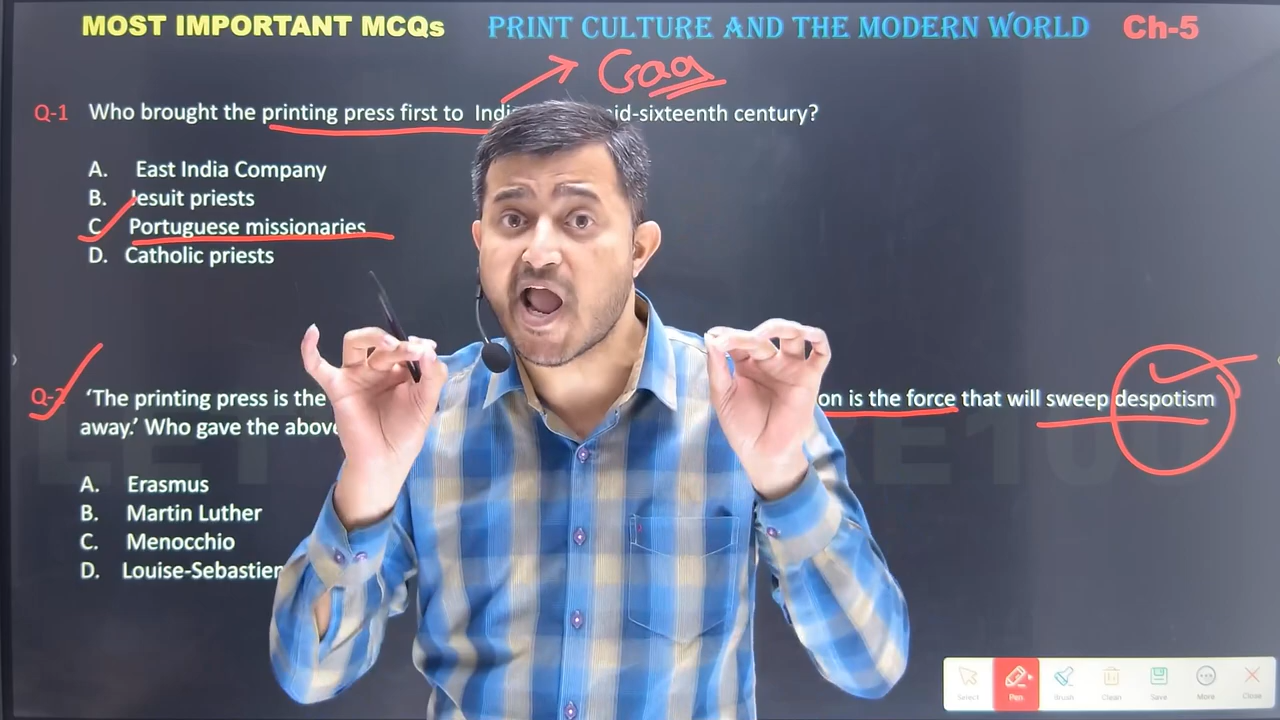 MOST IMPORTANT MCQs PRINT CULTURE AND THE MODERN WORLD Ch-5
Q-1 Who brought the printing press first to id-sixteenth century?
A. East India Company
B. Jesuit priests
C. Portuguese missionaries
D. Catholic priests
Q-2 ‘The printing press is the on is the force that will sweep despotism
away.’ Who gave the above
A. Erasmus
B. Martin Luther
C. Menocchio
D. Louise-Sebastien
Select Pen Brush Clean Save More Close